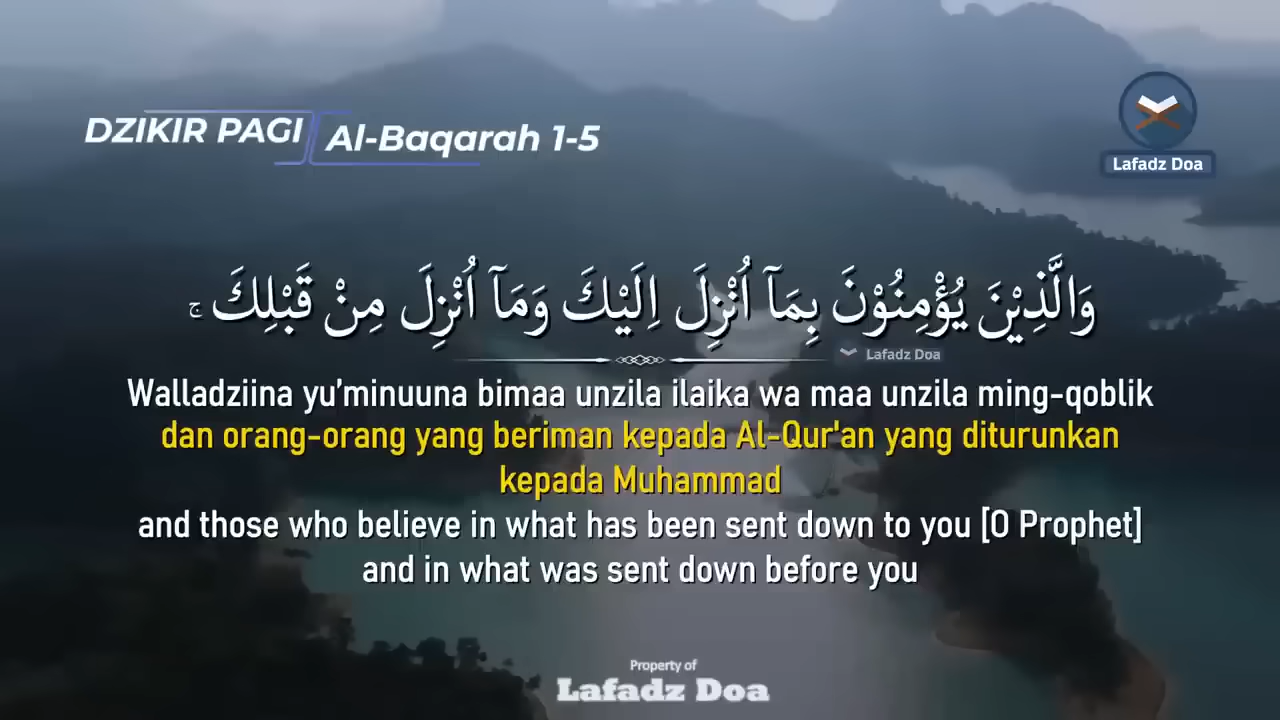 DZIKIR PAGI
Al-Baqarah 1-5
Lafadz Doa
وَالَّذِيْنَ يُؤْمِنُوْنَ بِمَآ اُنْزِلَ اِلَيْكَ وَمَآ اُنْزِلَ مِنْ قَبْلِكَ ۚ
Lafadz Doa
Walladziina yu'minuuna bimaa unzila ilaika wa maa unzila ming-qoblik
dan orang-orang yang beriman kepada Al-Qur'an yang diturunkan
kepada Muhammad
and those who believe in what has been sent down to you [O Prophet]
and in what was sent down before you
Property of
Lafadz Doa